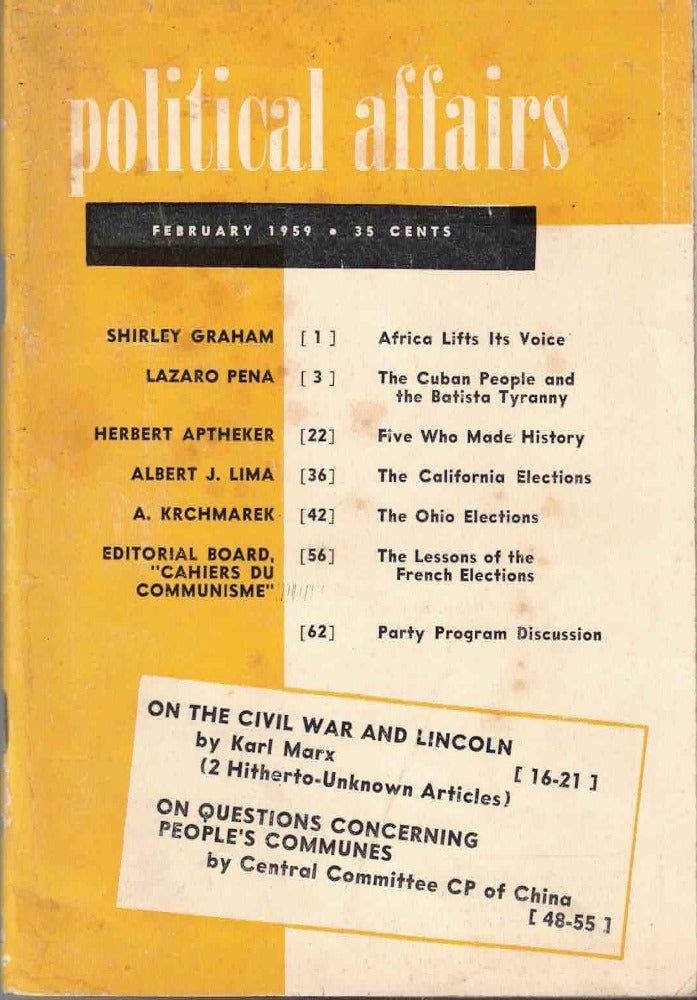 political affairs
FEBRUARY 1959 • 35 CENTS
SHIRLEY GRAHAM [ 1 ] Africa Lifts Its Voice
LAZARO PENA [ 3 ] The Cuban People and
the Batista Tyranny
HERBERT APTHEKER [22] Five Who Made History
ALBERT J. LIMA [36] The California Elections
A. KRCHMAREK [42] The Ohio Elections
EDITORIAL BOARD, [56] The Lessons of the
"CAHIERS DU French Elections
COMMUNISME"
[62] Party Program Discussion
ON THE CIVIL WAR AND LINCOLN
by Karl Marx [ 16-21 ]
(2 Hitherto-Unknown Articles)
ON QUESTIONS CONCERNING
PEOPLE'S COMMUNES
by Central Committee CP of China
[ 48-55 ]